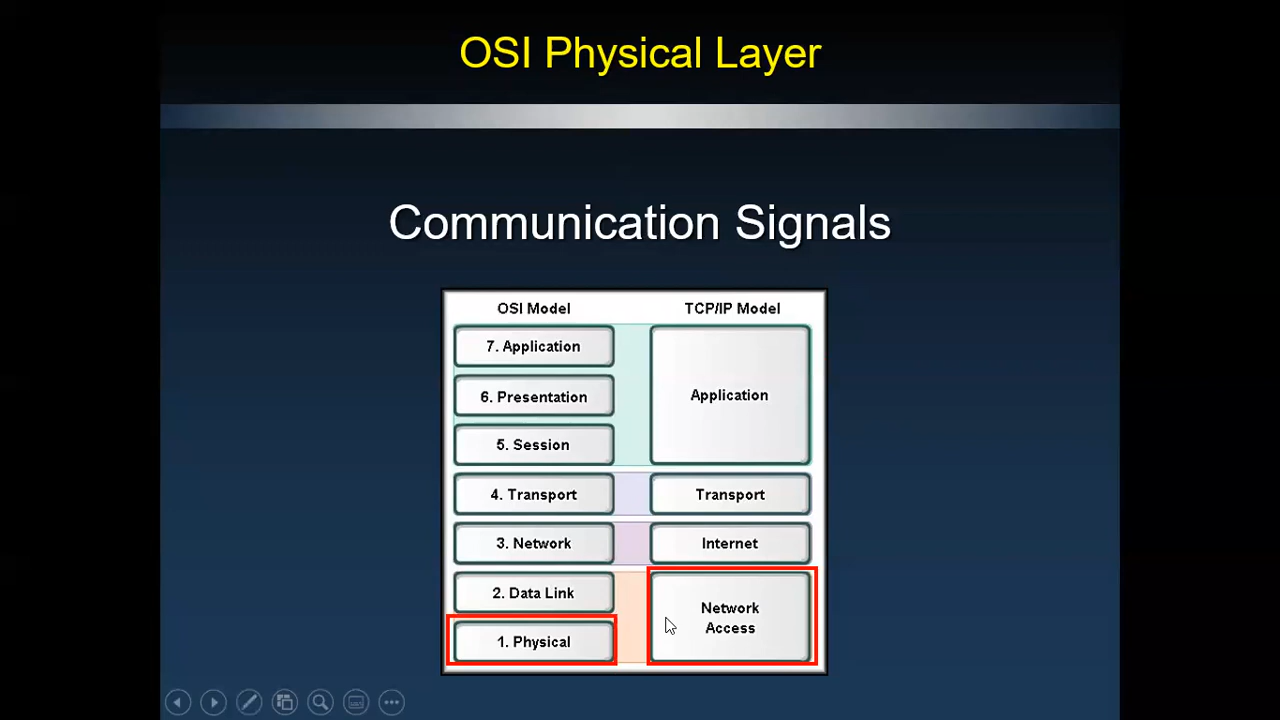 OSI Physical Layer
Communication Signals
OSI Model
TCP/IP Model
7. Application
6. Presentation
5. Session
Application
4. Transport
Transport
3. Network
Internet
2. Data Link
1. Physical
Network
Access